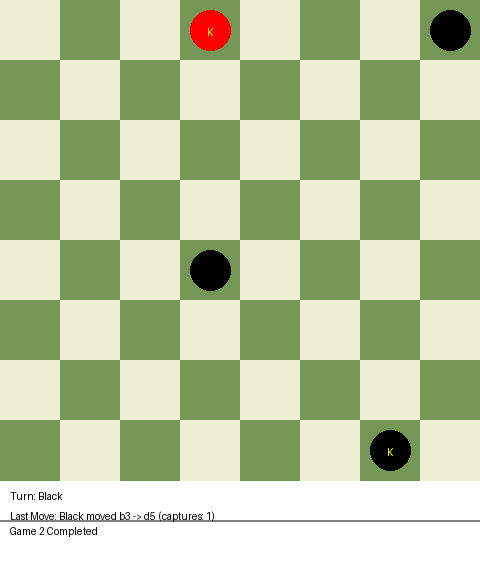 K
K
Turn: Black
Last Move: Black moved b3 -> d5 (captures: 1)
Game 2 Completed